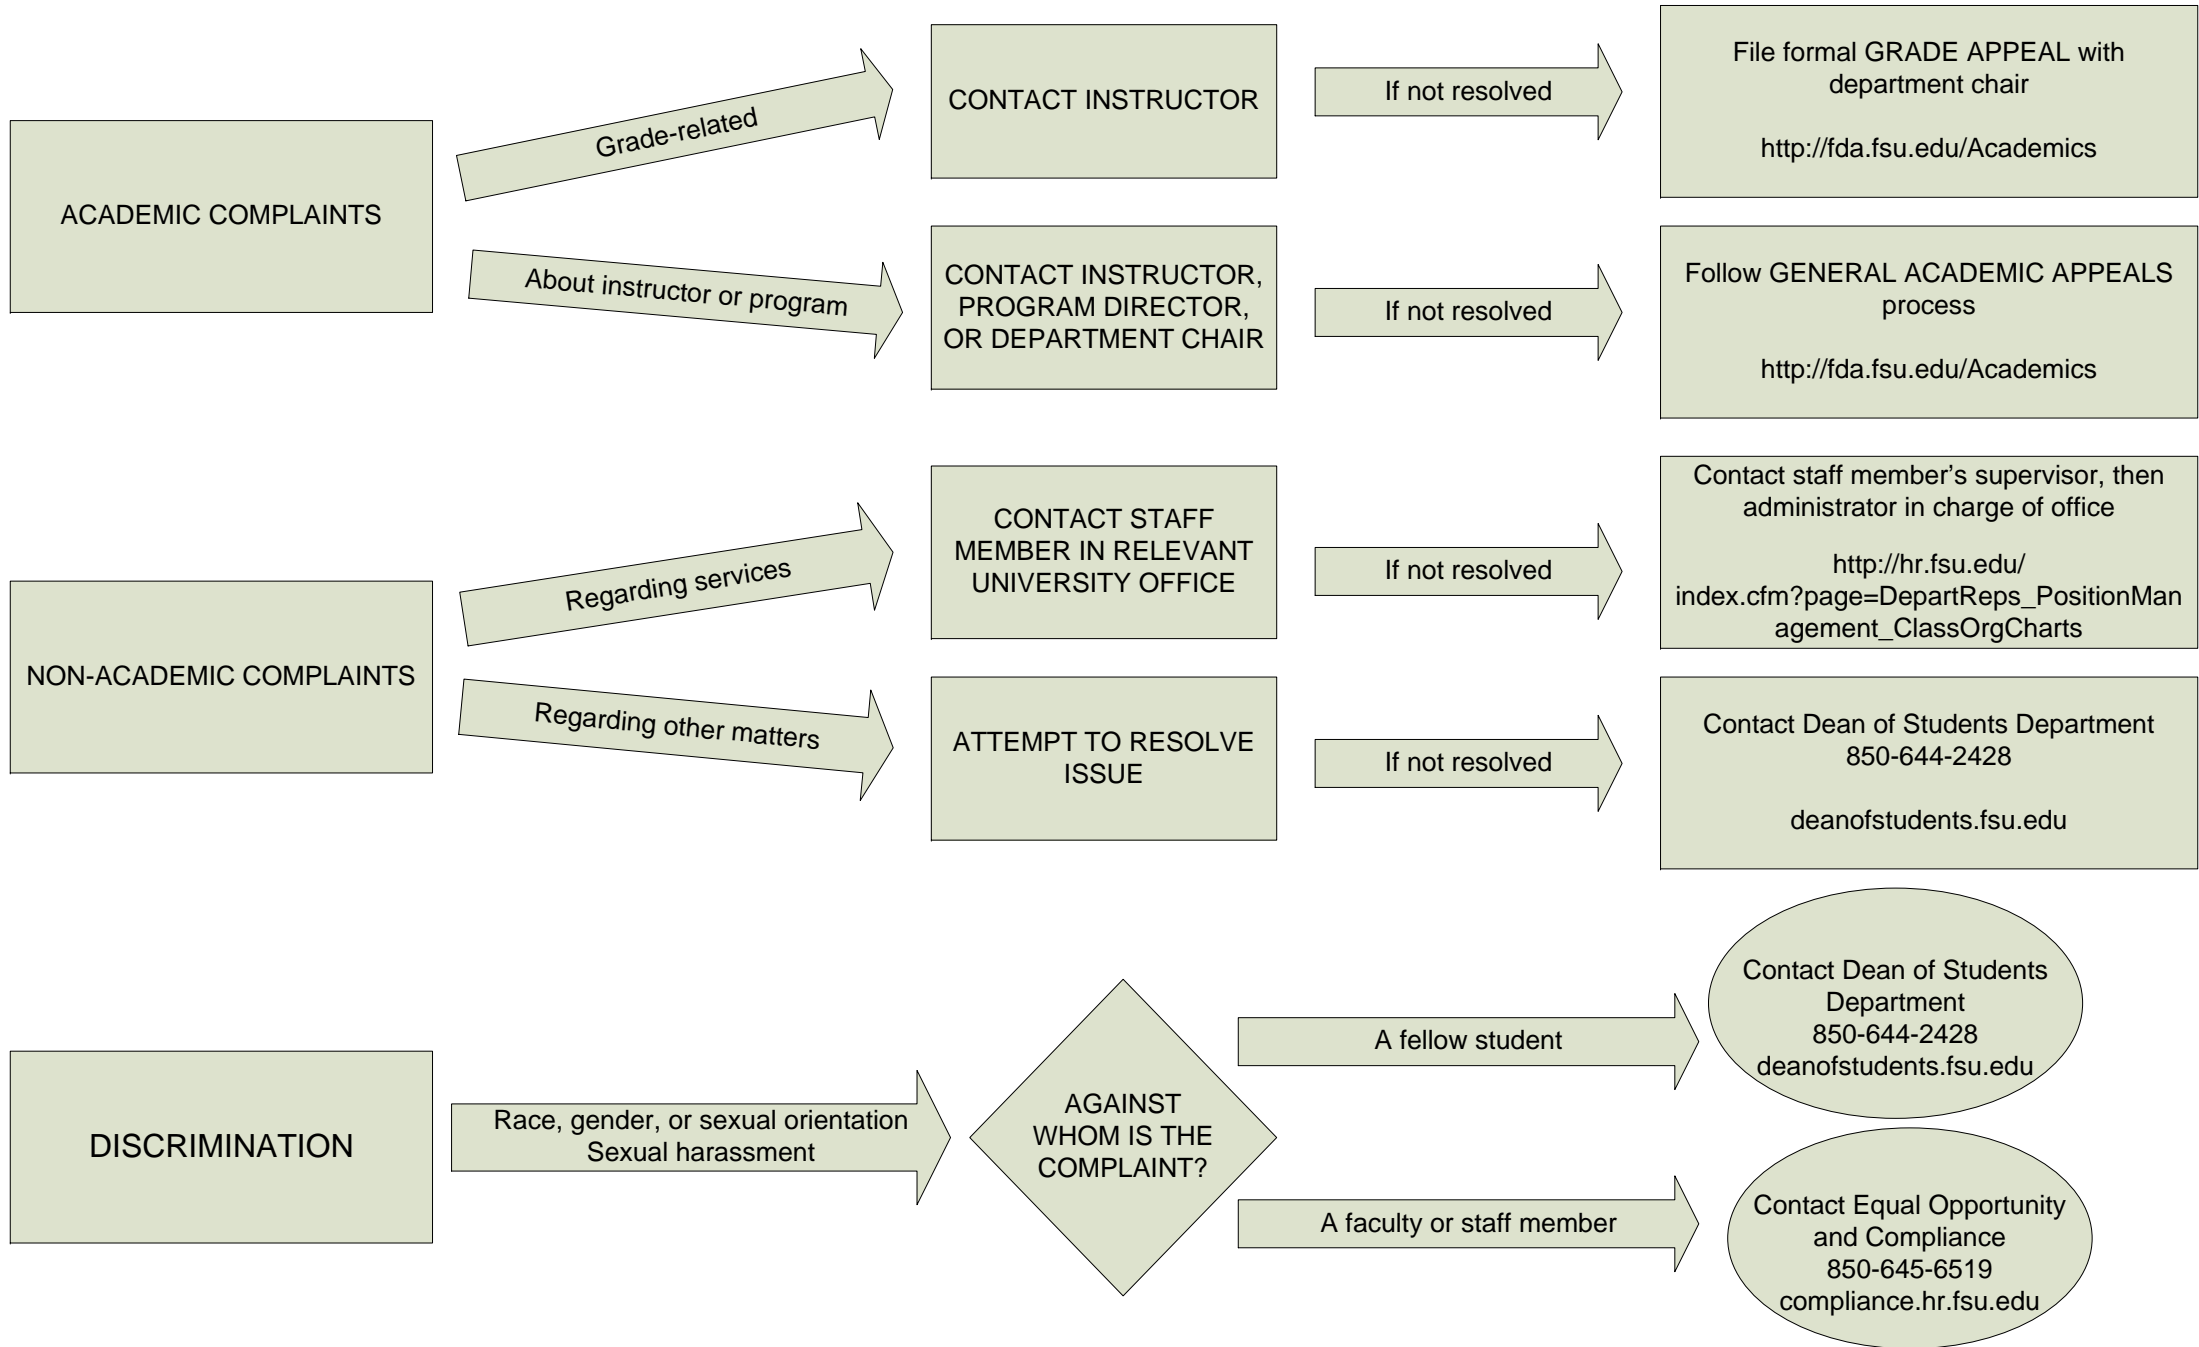 ACADEMIC COMPLAINTS
Grade-related
CONTACT INSTRUCTOR
If not resolved
File formal GRADE APPEAL with
department chair
http://fda.fsu.edu/Academics
About instructor or program
CONTACT INSTRUCTOR,
PROGRAM DIRECTOR,
OR DEPARTMENT CHAIR
If not resolved
Follow GENERAL ACADEMIC APPEALS
process
http://fda.fsu.edu/Academics
NON-ACADEMIC COMPLAINTS
Regarding services
CONTACT STAFF
MEMBER IN RELEVANT
UNIVERSITY OFFICE
If not resolved
Contact staff member’s supervisor, then
administrator in charge of office
http://hr.fsu.edu/
index.cfm?page=DepartReps_PositionMan
agement_ClassOrgCharts
Regarding other matters
ATTEMPT TO RESOLVE
ISSUE
If not resolved
Contact Dean of Students Department
850-644-2428
deanofstudents.fsu.edu
DISCRIMINATION
Race, gender, or sexual orientation
Sexual harassment
AGAINST
WHOM IS THE
COMPLAINT?
A fellow student
Contact Dean of Students
Department
850-644-2428
deanofstudents.fsu.edu
A faculty or staff member
Contact Equal Opportunity
and Compliance
850-645-6519
compliance.hr.fsu.edu